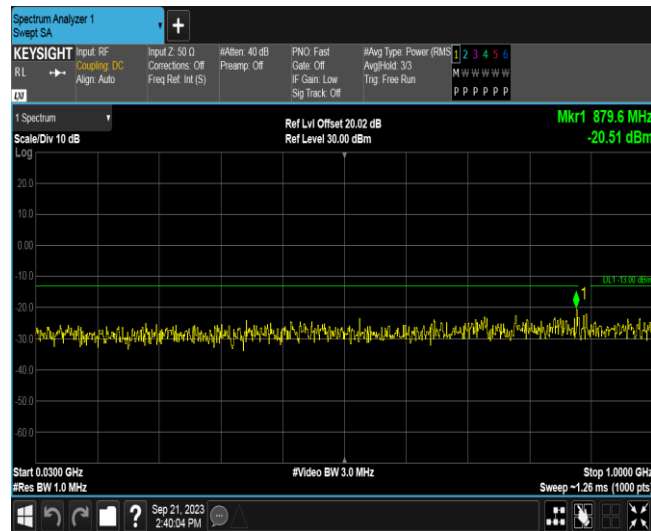 Spectrum Analyzer 1
Swept SA
KEYSIGHT
RL
LXI
Input: RF
Coupling: DC
Align: Auto
Input Z: 50 Ω
Corrections: Off
Freq Ref: Int (S)
#Atten: 40 dB
Preamp: Off
PNO: Fast
Gate: Off
IF Gain: Low
Sig Track: Off
#Avg Type: Power (RMS
Avg|Hold: 3/3
Trig: Free Run
1 2 3 4 5 6
M W W W W W
P P P P P P
1 Spectrum
Scale/Div 10 dB
Ref Lvl Offset 20.02 dB
Ref Level 30.00 dBm
Mkr1 879.6 MHz
-20.51 dBm
Log
20.0
10.0
0.00
-10.0
DL1 -13.00 dBm
1
-20.0
-30.0
-40.0
-50.0
-60.0
Start 0.0300 GHz
#Res BW 1.0 MHz
#Video BW 3.0 MHz
Stop 1.0000 GHz
Sweep ~1.26 ms (1000 pts
?
Sep 21, 2023
2:40:04 PM